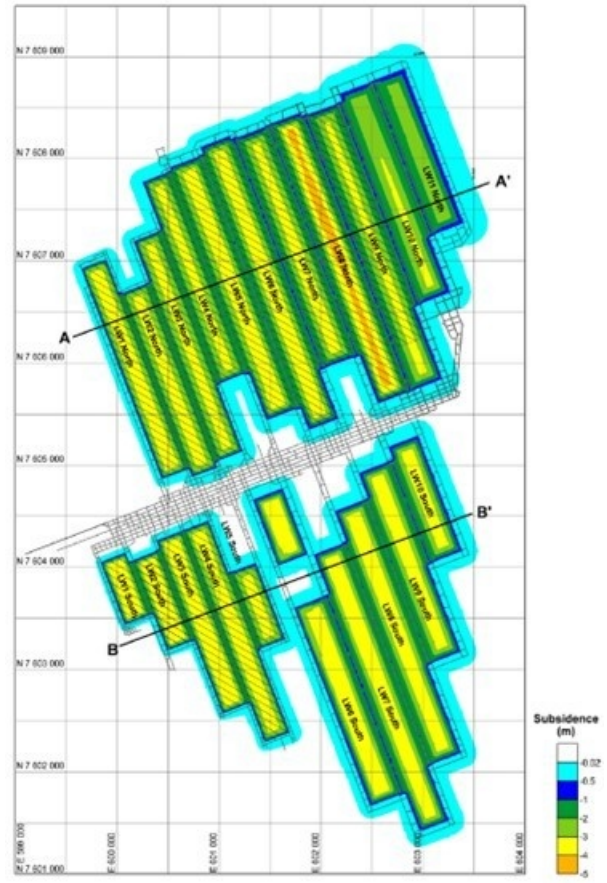 N 7 609 000
N 7 608 000
A'
LW11 North
LW10 North
LW9 North
LW8 North
N 7 607 000
LW7 North
LW6 North
LW5 North
LW4 North
LW3 North
LW2 North
LW1 North
A
N 7 606 000
N 7 605 000
LW10 South
B'
LW5 South
N 7 604 000
LW4 South
LW3 South
LW2 South
LW1 South
LW9 South
LW8 South
B
N 7 603 000
LW7 South
LW6 South
N 7 602 000
Subsidence
(m)
-0.02
-0.5
-1
-2
-3
-4
-5
N 7 601 000
E 600 000
E 601 000
E 602 000
E 603 000
E 604 000